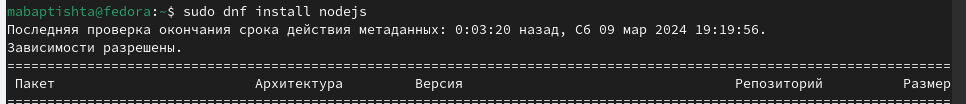 mabaptishta@fedora:~$ sudo dnf install nodejs
Последняя проверка окончания срока действия метаданных: 0:03:20 назад, Сб 09 мар 2024 19:19:56.
Зависимости разрешены.
================================================================================================================
Пакет Архитектура Версия Репозиторий Размер
================================================================================================================